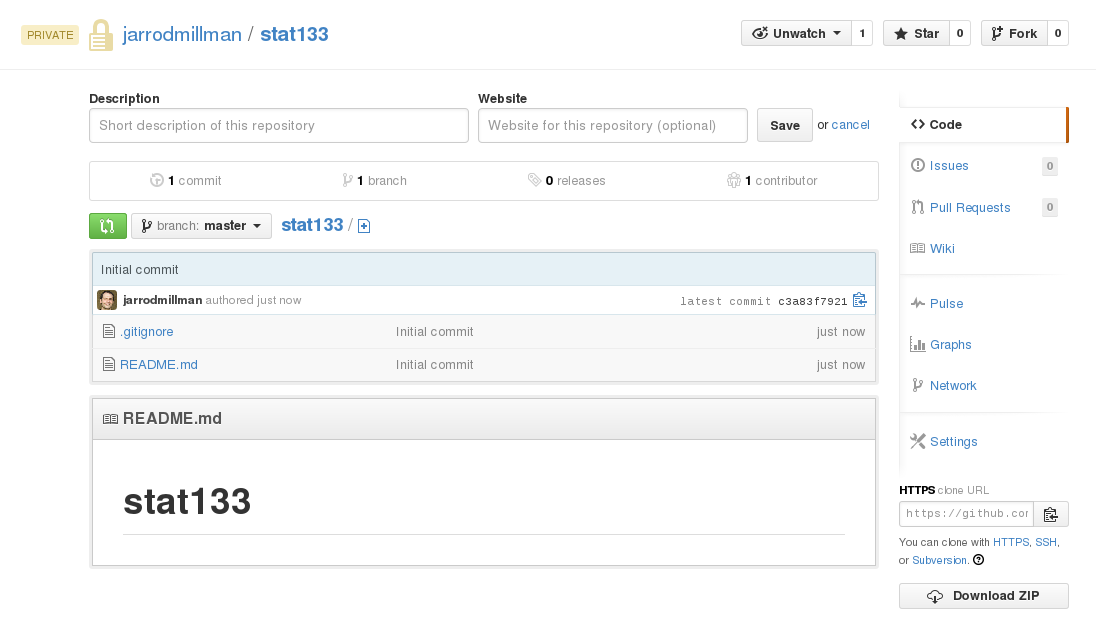 PRIVATE jarrodmillman / stat133 Unwatch 1 Star 0 Fork 0
Description Website
Short description of this repository Website for this repository (optional) Save or cancel
Code
Issues 0
Pull Requests 0
Wiki
Pulse
Graphs
Network
Settings
1 commit 1 branch 0 releases 1 contributor
branch: master stat133 /
Initial commit
jarrodmillman authored just now latest commit c3a83f7921
.gitignore Initial commit just now
README.md Initial commit just now
README.md
stat133
HTTPS clone URL
https://github.com
You can clone with HTTPS, SSH,
or Subversion.
Download ZIP